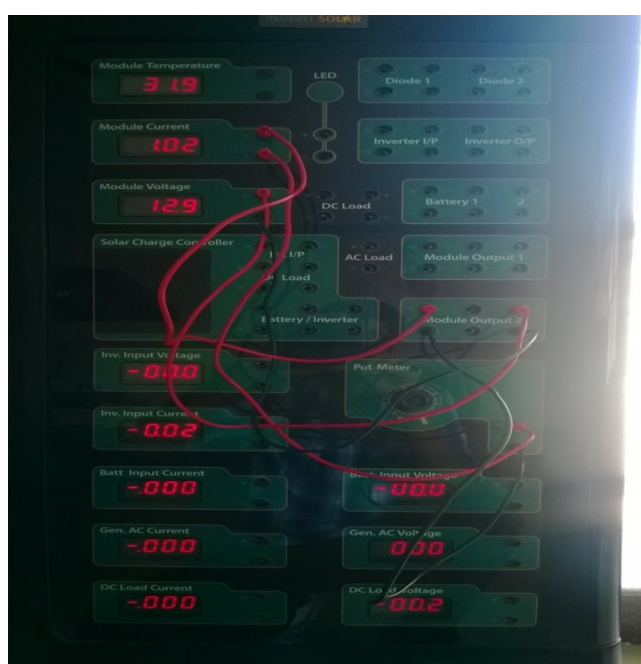 INSIGHT SOLAR
Module Temperature
31.9
LED
Diode 1
Diode 2
Module Current
1.02
Inverter I/P
Inverter O/P
Module Voltage
12.9
DC Load
Battery 1
2
Solar Charge Controller
I/P
AC Load
Module Output 1
Load
Battery / Inverter
Module Output 2
Inv. Input Voltage
-00.0
Pot Meter
Inv. Input Current
-0.02
Batt Input Current
-.000
Batt. Input Voltage
-00.0
Gen. AC Current
-.000
Gen. AC Voltage
000
DC Load Current
-.000
DC Load Voltage
-00.2